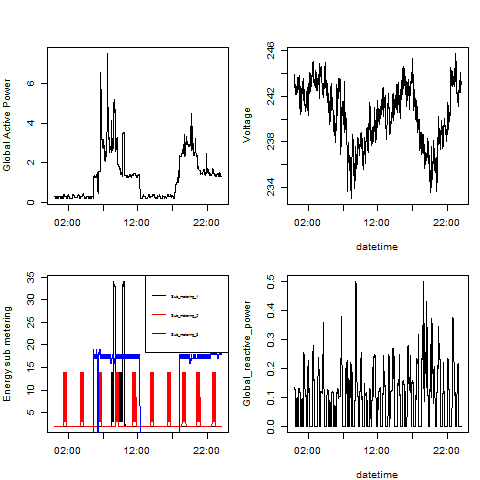 Global Active Power
0 2 4 6
02:00 12:00 22:00
Voltage
234 238 242 246
02:00 12:00 22:00
datetime
Energy sub metering
5 10 15 20 25 30 35
02:00 12:00 22:00
Sub_metering_1
Sub_metering_2
Sub_metering_3
Global_reactive_power
0.0 0.1 0.2 0.3 0.4 0.5
02:00 12:00 22:00
datetime